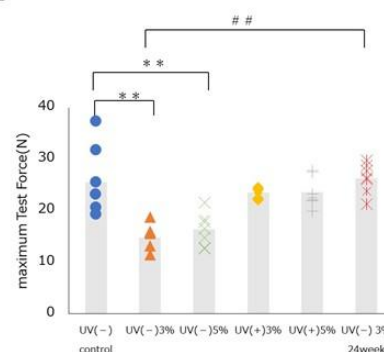 ##
**
**
40
30
20
10
0
maximum Test Force(N)
UV(−) control
UV(−)3%
UV(−)5%
UV(+)3%
UV(+)5%
UV(−) 3%
24week